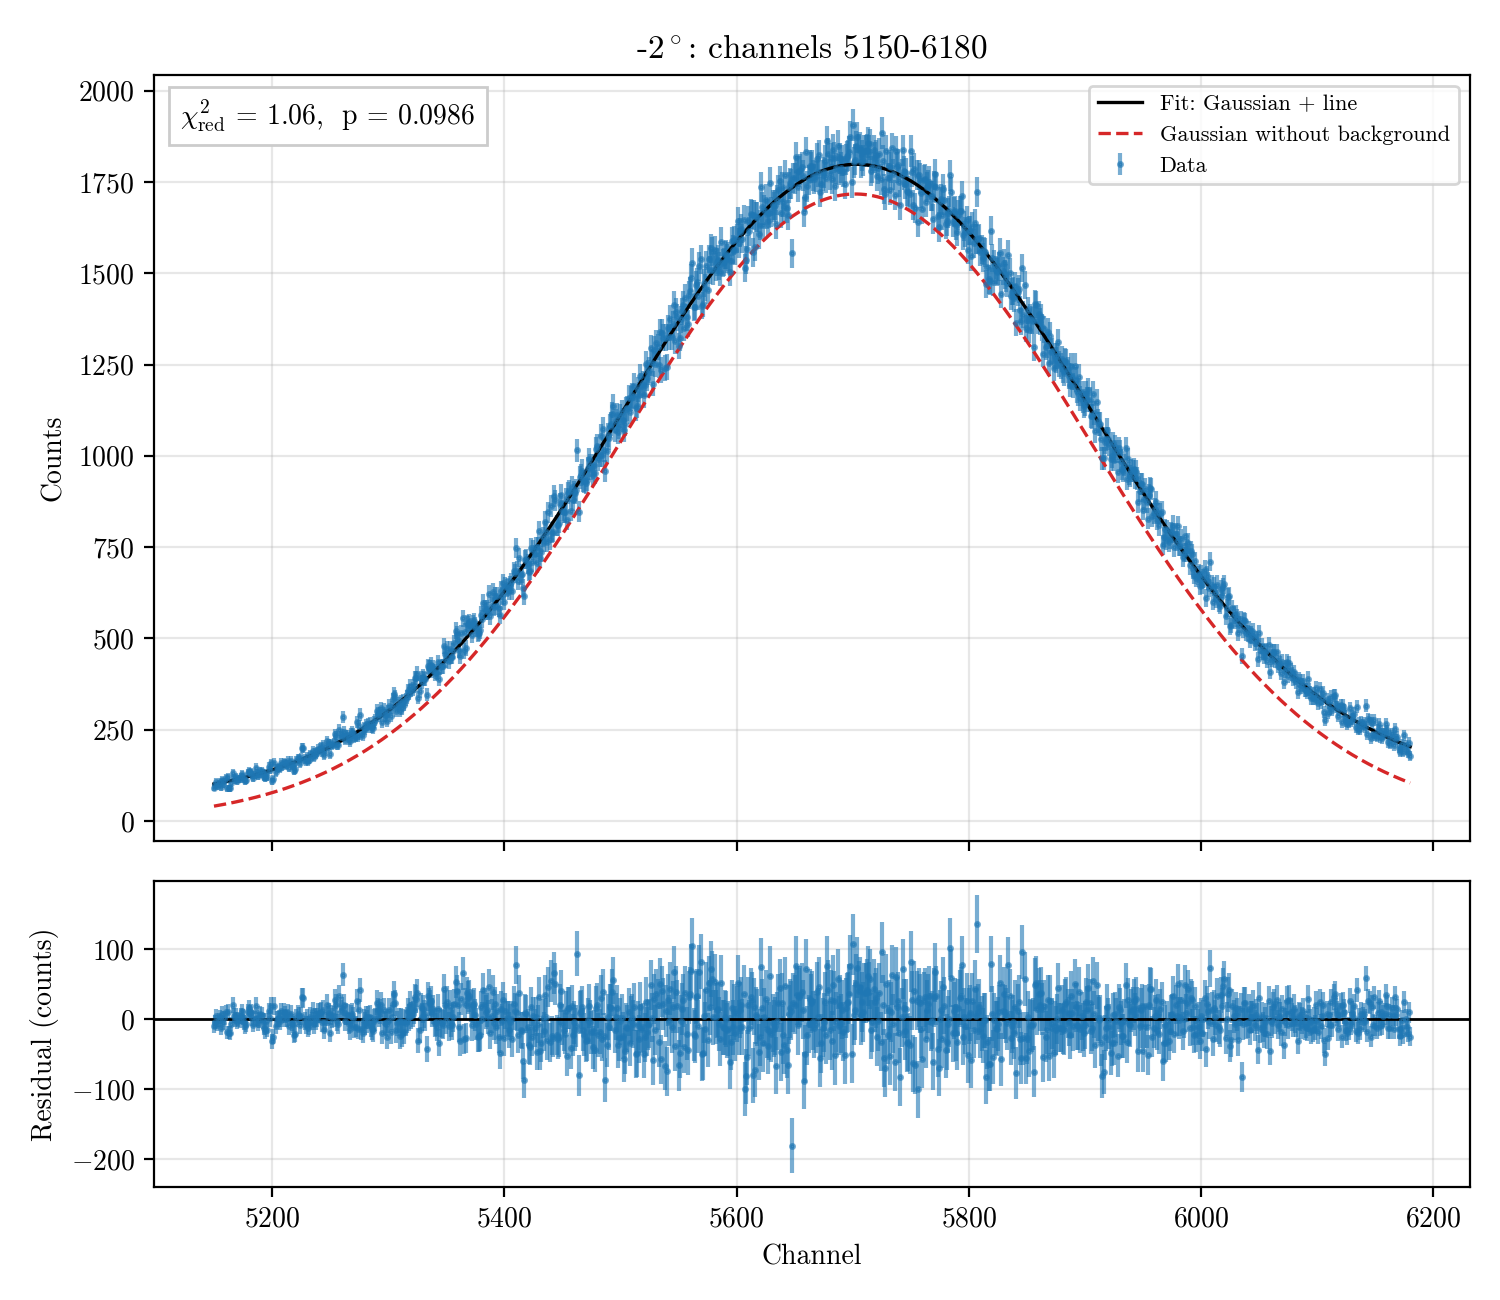 -2°: channels 5150-6180
χ²red = 1.06, p = 0.0986
Fit: Gaussian + line
Gaussian without background
Data
2000
1750
1500
1250
1000
750
500
250
0
Counts
100
0
−100
−200
Residual (counts)
5200 5400 5600 5800 6000 6200
Channel